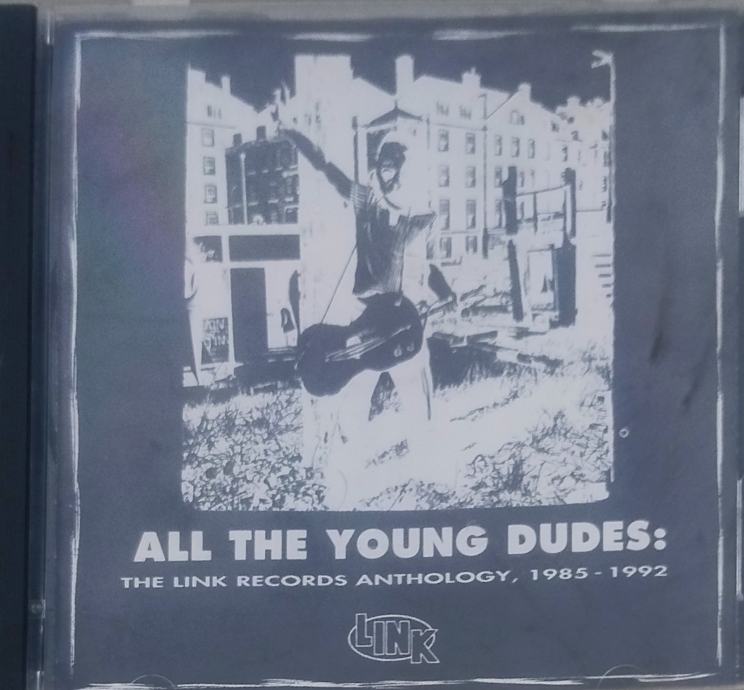 ALL THE YOUNG DUDES:
THE LINK RECORDS ANTHOLOGY, 1985-1992
LINK